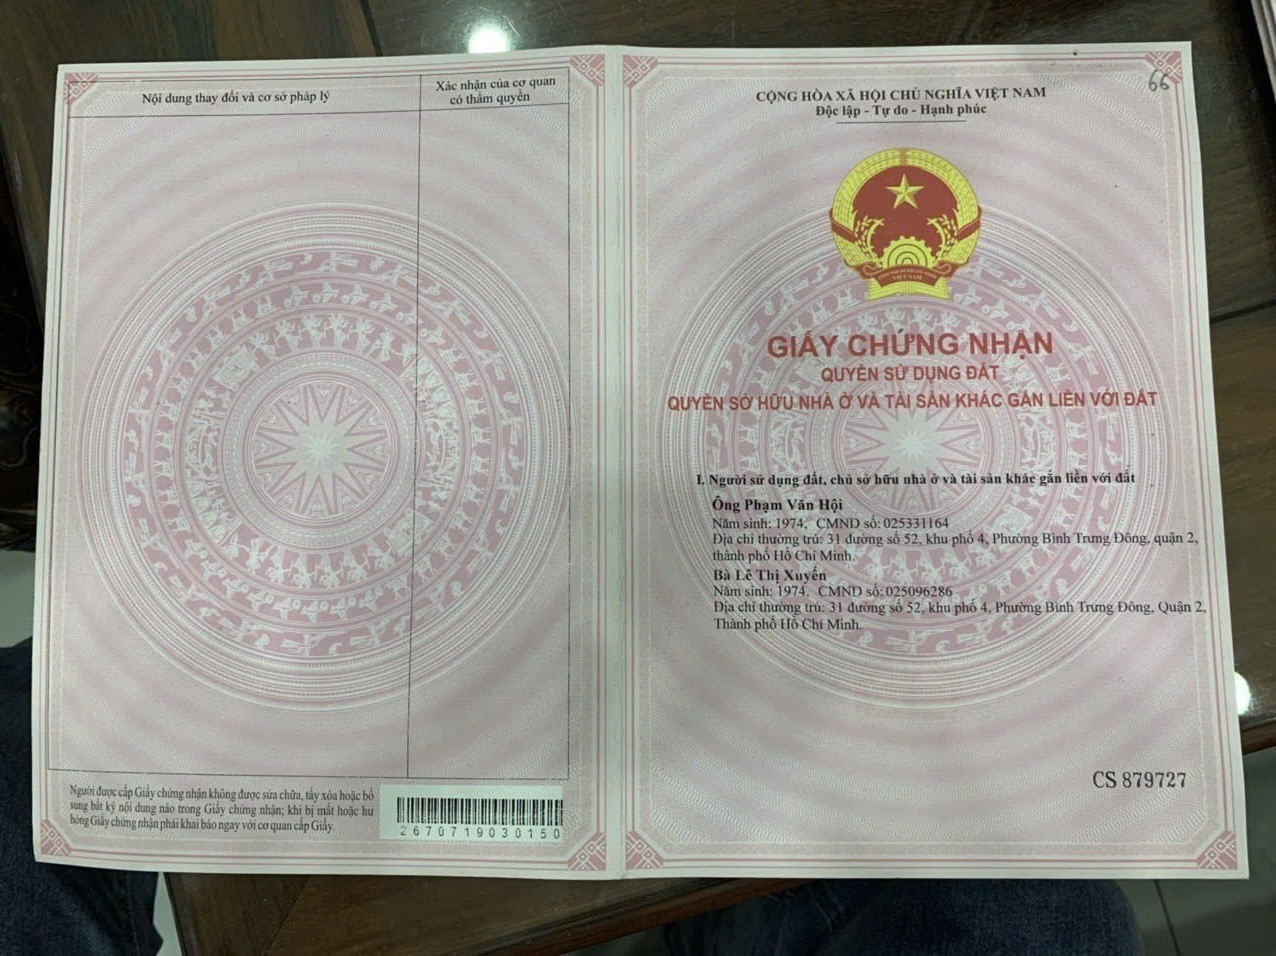 Nội dung thay đổi và cơ sở pháp lý
Xác nhận của cơ quan
có thẩm quyền
Người được cấp Giấy chứng nhận không được sửa chữa, tẩy xóa hoặc bổ
sung bất kỳ nội dung nào trong Giấy chứng nhận; khi bị mất hoặc hư
hỏng Giấy chứng nhận phải khai báo ngay với cơ quan cấp Giấy.
2670719030150
66
CỘNG HÒA XÃ HỘI CHỦ NGHĨA VIỆT NAM
Độc lập - Tự do - Hạnh phúc
VIỆT NAM
GIẤY CHỨNG NHẬN
QUYỀN SỬ DỤNG ĐẤT
QUYỀN SỞ HỮU NHÀ Ở VÀ TÀI SẢN KHÁC GẮN LIỀN VỚI ĐẤT
I. Người sử dụng đất, chủ sở hữu nhà ở và tài sản khác gắn liền với đất
Ông Phạm Văn Hội
Năm sinh: 1974, CMND số: 025331164
Địa chỉ thường trú: 31 đường số 52, khu phố 4, Phường Bình Trưng Đông, quận 2,
thành phố Hồ Chí Minh.
Bà Lê Thị Xuyến
Năm sinh: 1974, CMND số: 025096286
Địa chỉ thường trú: 31 đường số 52, khu phố 4, Phường Bình Trưng Đông, Quận 2,
Thành phố Hồ Chí Minh.
CS 879727